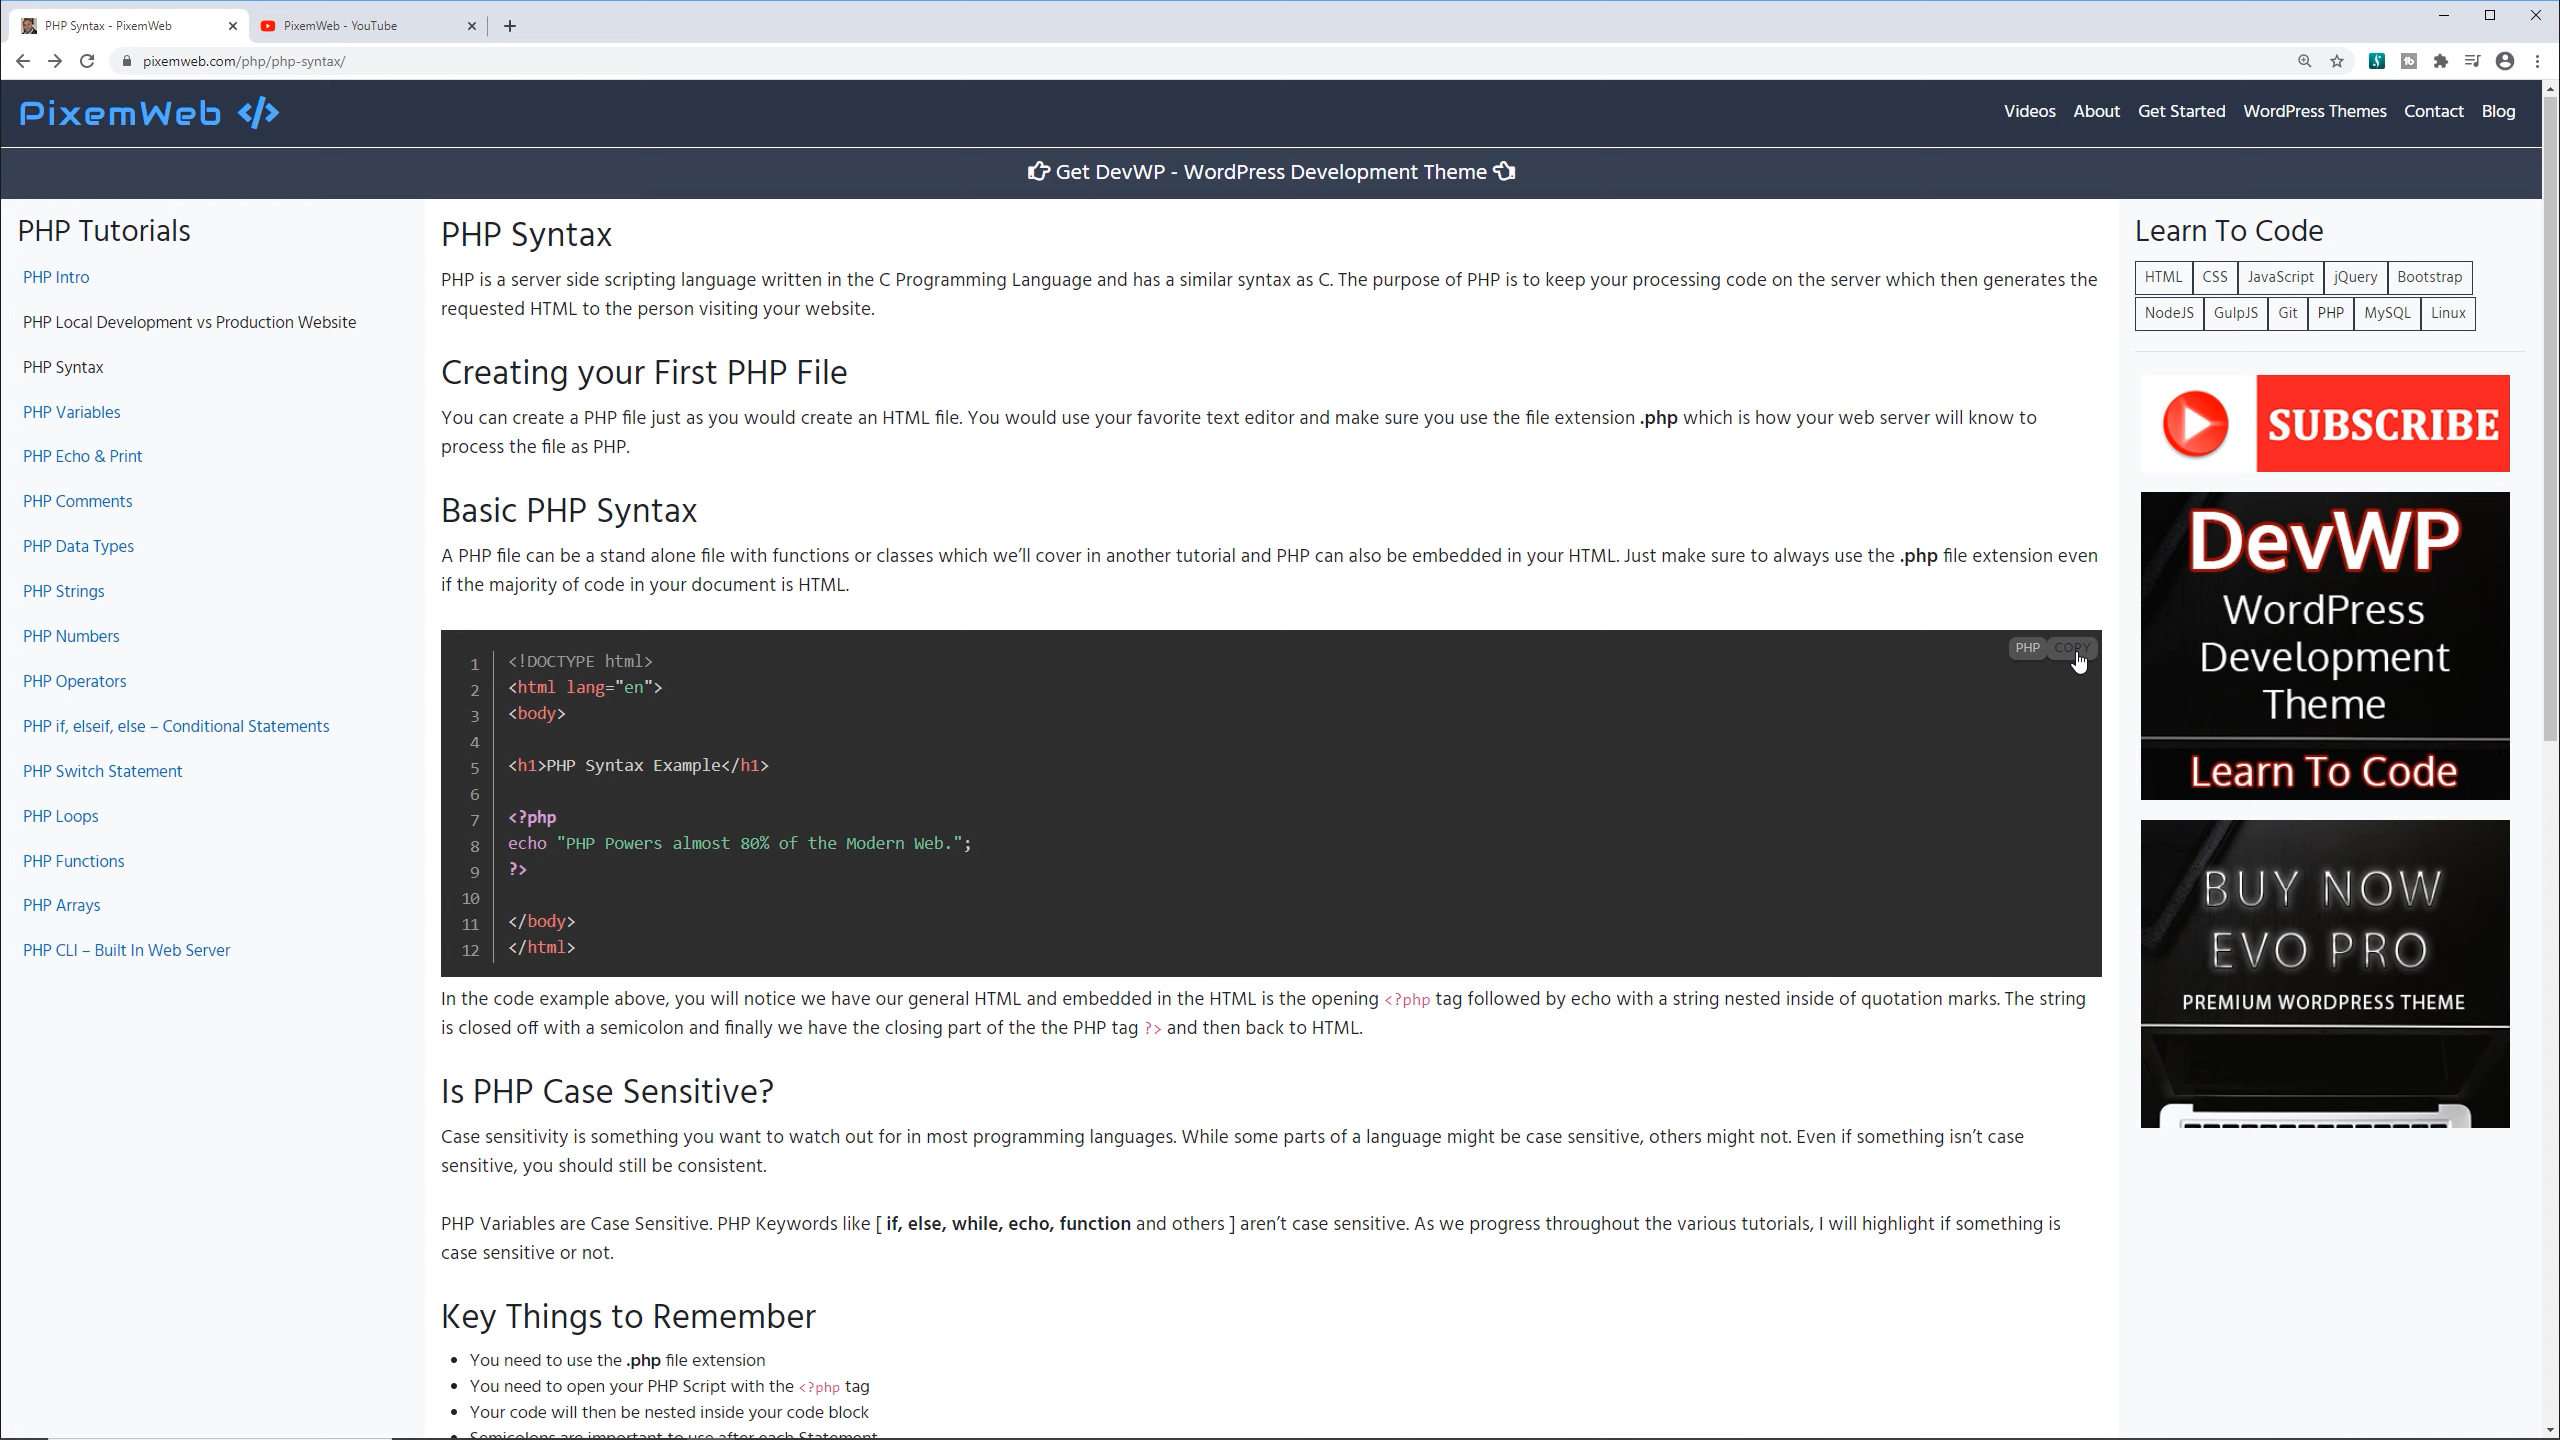 PHP Syntax - PixemWeb
PixemWeb - YouTube
pixemweb.com/php/php-syntax/
PixemWeb </>
Videos About Get Started WordPress Themes Contact Blog
Get DevWP - WordPress Development Theme
PHP Tutorials
PHP Intro
PHP Local Development vs Production Website
PHP Syntax
PHP Variables
PHP Echo & Print
PHP Comments
PHP Data Types
PHP Strings
PHP Numbers
PHP Operators
PHP if, elseif, else – Conditional Statements
PHP Switch Statement
PHP Loops
PHP Functions
PHP Arrays
PHP CLI – Built In Web Server
PHP Syntax
PHP is a server side scripting language written in the C Programming Language and has a similar syntax as C. The purpose of PHP is to keep your processing code on the server which then generates the
requested HTML to the person visiting your website.
Creating your First PHP File
You can create a PHP file just as you would create an HTML file. You would use your favorite text editor and make sure you use the file extension .php which is how your web server will know to
process the file as PHP.
Basic PHP Syntax
A PHP file can be a stand alone file with functions or classes which we’ll cover in another tutorial and PHP can also be embedded in your HTML. Just make sure to always use the .php file extension even
if the majority of code in your document is HTML.
PHP COPY
1 <!DOCTYPE html>
2 <html lang="en">
3 <body>
4
5 <h1>PHP Syntax Example</h1>
6
7 <?php
8 echo "PHP Powers almost 80% of the Modern Web.";
9 ?>
10
11 </body>
12 </html>
In the code example above, you will notice we have our general HTML and embedded in the HTML is the opening <?php tag followed by echo with a string nested inside of quotation marks. The string
is closed off with a semicolon and finally we have the closing part of the the PHP tag ?> and then back to HTML.
Is PHP Case Sensitive?
Case sensitivity is something you want to watch out for in most programming languages. While some parts of a language might be case sensitive, others might not. Even if something isn’t case
sensitive, you should still be consistent.
PHP Variables are Case Sensitive. PHP Keywords like [ if, else, while, echo, function and others ] aren’t case sensitive. As we progress throughout the various tutorials, I will highlight if something is
case sensitive or not.
Key Things to Remember
• You need to use the .php file extension
• You need to open your PHP Script with the <?php tag
• Your code will then be nested inside your code block
• Semicolons are important to use after each Statement
Learn To Code
HTML CSS JavaScript jQuery Bootstrap
NodeJS GulpJS Git PHP MySQL Linux
SUBSCRIBE
DevWP
WordPress
Development
Theme
Learn To Code
BUY NOW
EVO PRO
PREMIUM WORDPRESS THEME